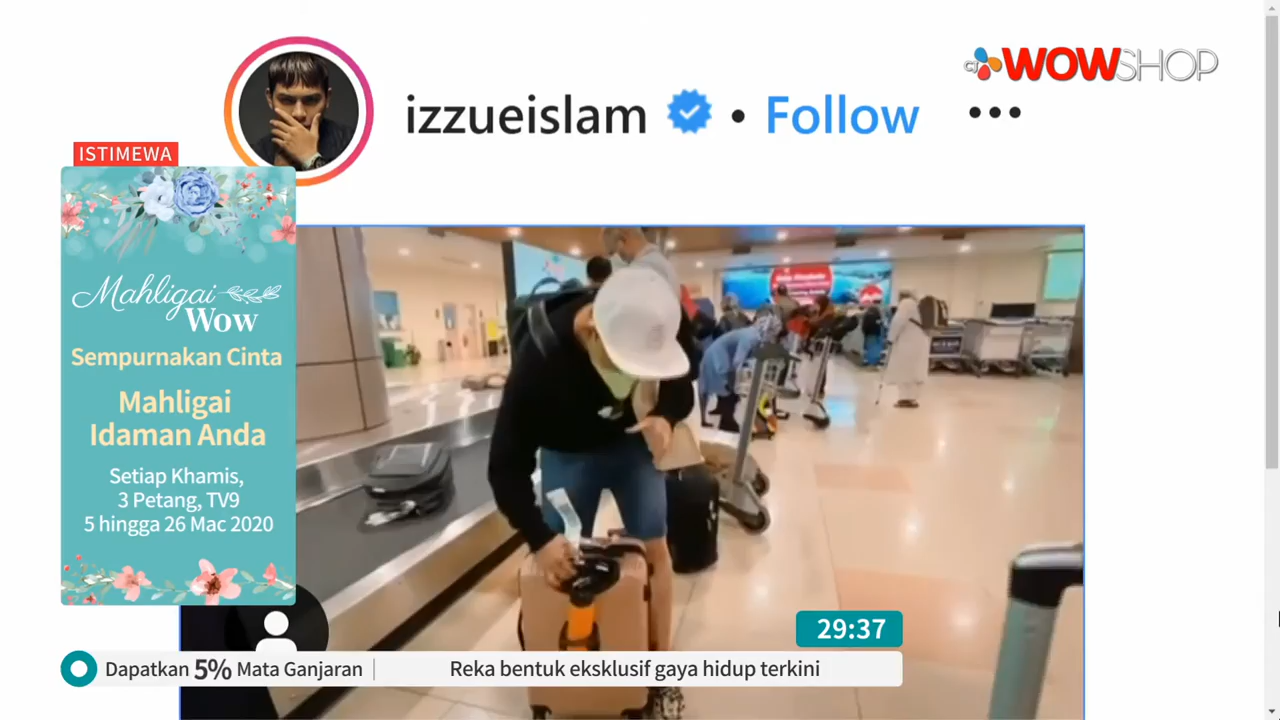 izzueislam • Follow •••
CJ WOWSHOP
ISTIMEWA
Mahligai
Wow
Sempurnakan Cinta
Mahligai
Idaman Anda
Setiap Khamis,
3 Petang, TV9
5 hingga 26 Mac 2020
29:37
Dapatkan 5% Mata Ganjaran | Reka bentuk eksklusif gaya hidup terkini